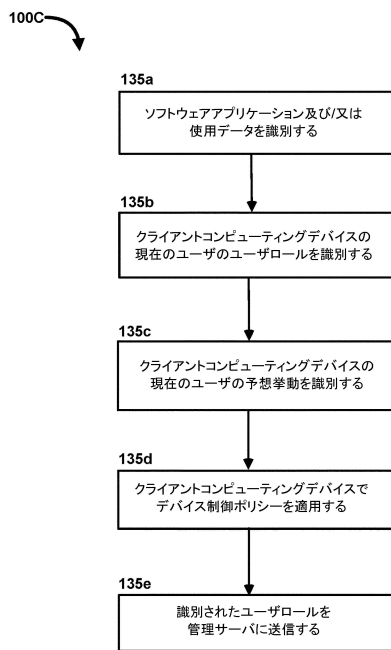 100C
135a
ソフトウェアアプリケーション及び/又は
使用データを識別する
135b
クライアントコンピューティングデバイスの
現在のユーザのユーザロールを識別する
135c
クライアントコンピューティングデバイスの
現在のユーザの予想挙動を識別する
135d
クライアントコンピューティングデバイスで
デバイス制御ポリシーを適用する
135e
識別されたユーザロールを
管理サーバに送信する